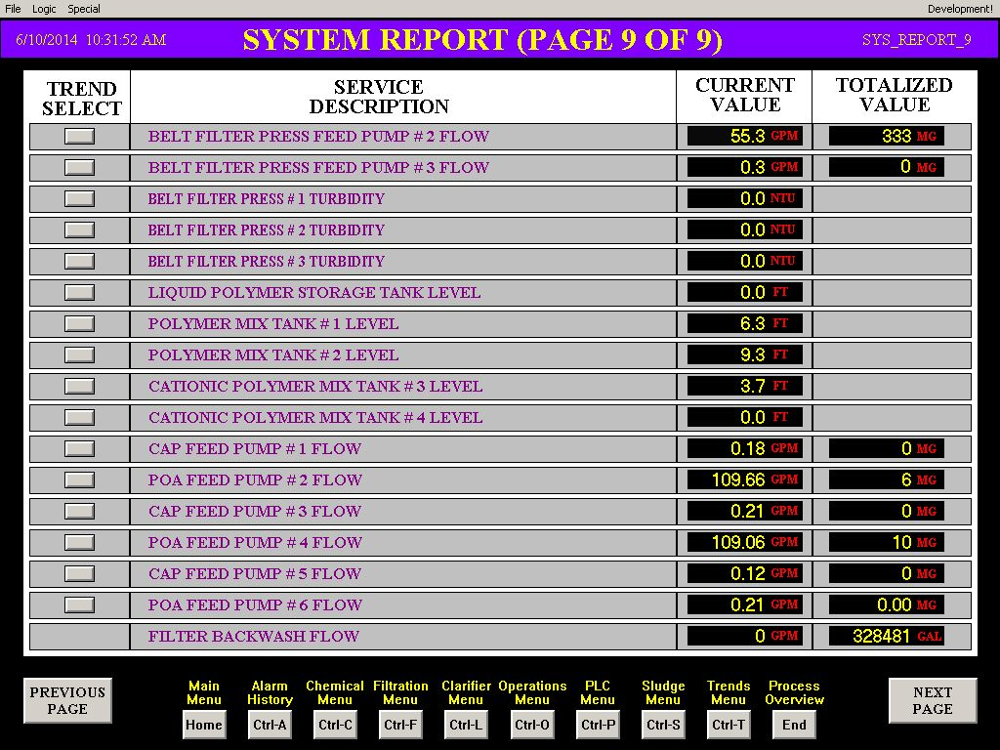 File Logic Special Development!
6/10/2014 10:31:52 AM SYSTEM REPORT (PAGE 9 OF 9) SYS_REPORT_9
TREND SERVICE CURRENT TOTALIZED
SELECT DESCRIPTION VALUE VALUE
BELT FILTER PRESS FEED PUMP # 2 FLOW 55.3 GPM 333 MG
BELT FILTER PRESS FEED PUMP # 3 FLOW 0.3 GPM 0 MG
BELT FILTER PRESS # 1 TURBIDITY 0.0 NTU
BELT FILTER PRESS # 2 TURBIDITY 0.0 NTU
BELT FILTER PRESS # 3 TURBIDITY 0.0 NTU
LIQUID POLYMER STORAGE TANK LEVEL 0.0 FT
POLYMER MIX TANK # 1 LEVEL 6.3 FT
POLYMER MIX TANK # 2 LEVEL 9.3 FT
CATIONIC POLYMER MIX TANK # 3 LEVEL 3.7 FT
CATIONIC POLYMER MIX TANK # 4 LEVEL 0.0 FT
CAP FEED PUMP # 1 FLOW 0.18 GPM 0 MG
POA FEED PUMP # 2 FLOW 109.66 GPM 6 MG
CAP FEED PUMP # 3 FLOW 0.21 GPM 0 MG
POA FEED PUMP # 4 FLOW 109.06 GPM 10 MG
CAP FEED PUMP # 5 FLOW 0.12 GPM 0 MG
POA FEED PUMP # 6 FLOW 0.21 GPM 0.00 MG
FILTER BACKWASH FLOW 0 GPM 328481 GAL
PREVIOUS PAGE
Main Alarm Chemical Filtration Clarifier Operations PLC Sludge Trends Process
Menu History Menu Menu Menu Menu Menu Menu Menu Overview
Home Ctrl-A Ctrl-C Ctrl-F Ctrl-L Ctrl-O Ctrl-P Ctrl-S Ctrl-T End
NEXT PAGE